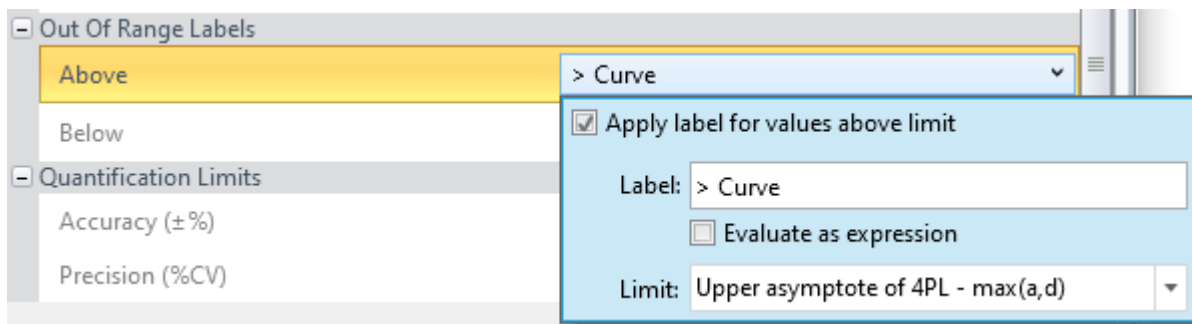 Out Of Range Labels
Above
> Curve
Below
Apply label for values above limit
Label: > Curve
Evaluate as expression
Limit: Upper asymptote of 4PL - max(a,d)
Quantification Limits
Accuracy (±%)
Precision (%CV)